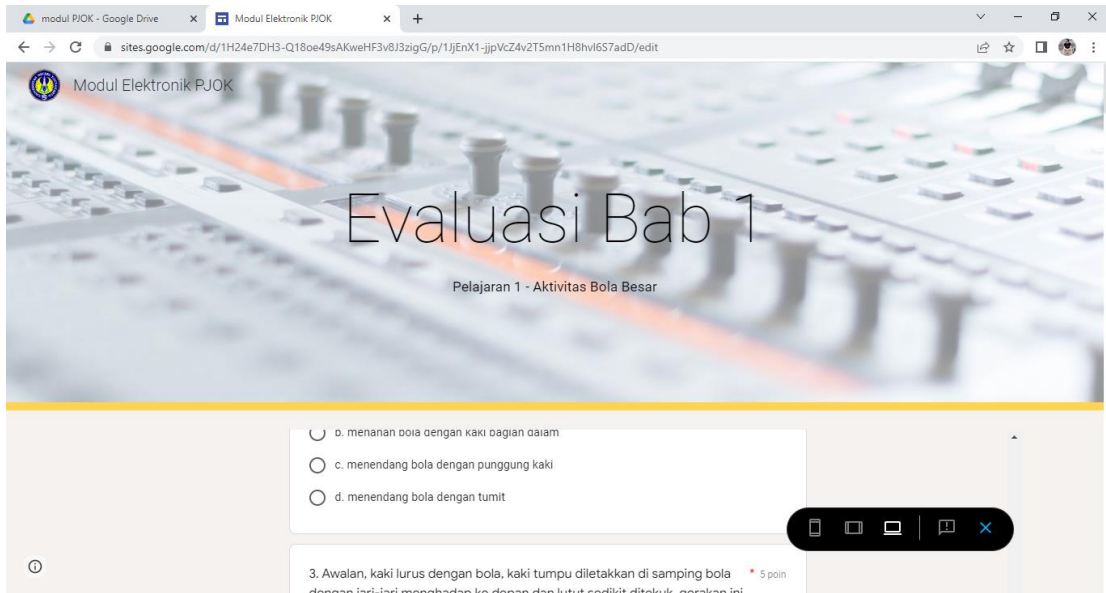 modul PJOK - Google Drive
Modul Elektronik PJOK
sites.google.com/d/1H24e7DH3-Q18oe49sAKweHF3v8J3zigG/p/1JjEnX1-jjpVcZ4v2T5mn1H8hvI6S7adD/edit
Modul Elektronik PJOK
Evaluasi Bab 1
Pelajaran 1 - Aktivitas Bola Besar
b. menahan bola dengan kaki bagian dalam
c. menendang bola dengan punggung kaki
d. menendang bola dengan tumit
3. Awalan, kaki lurus dengan bola, kaki tumpu diletakkan di samping bola * 5 poin
dengan jari-jari menghadap ke depan dan lutut sedikit ditekuk, gerakan ini